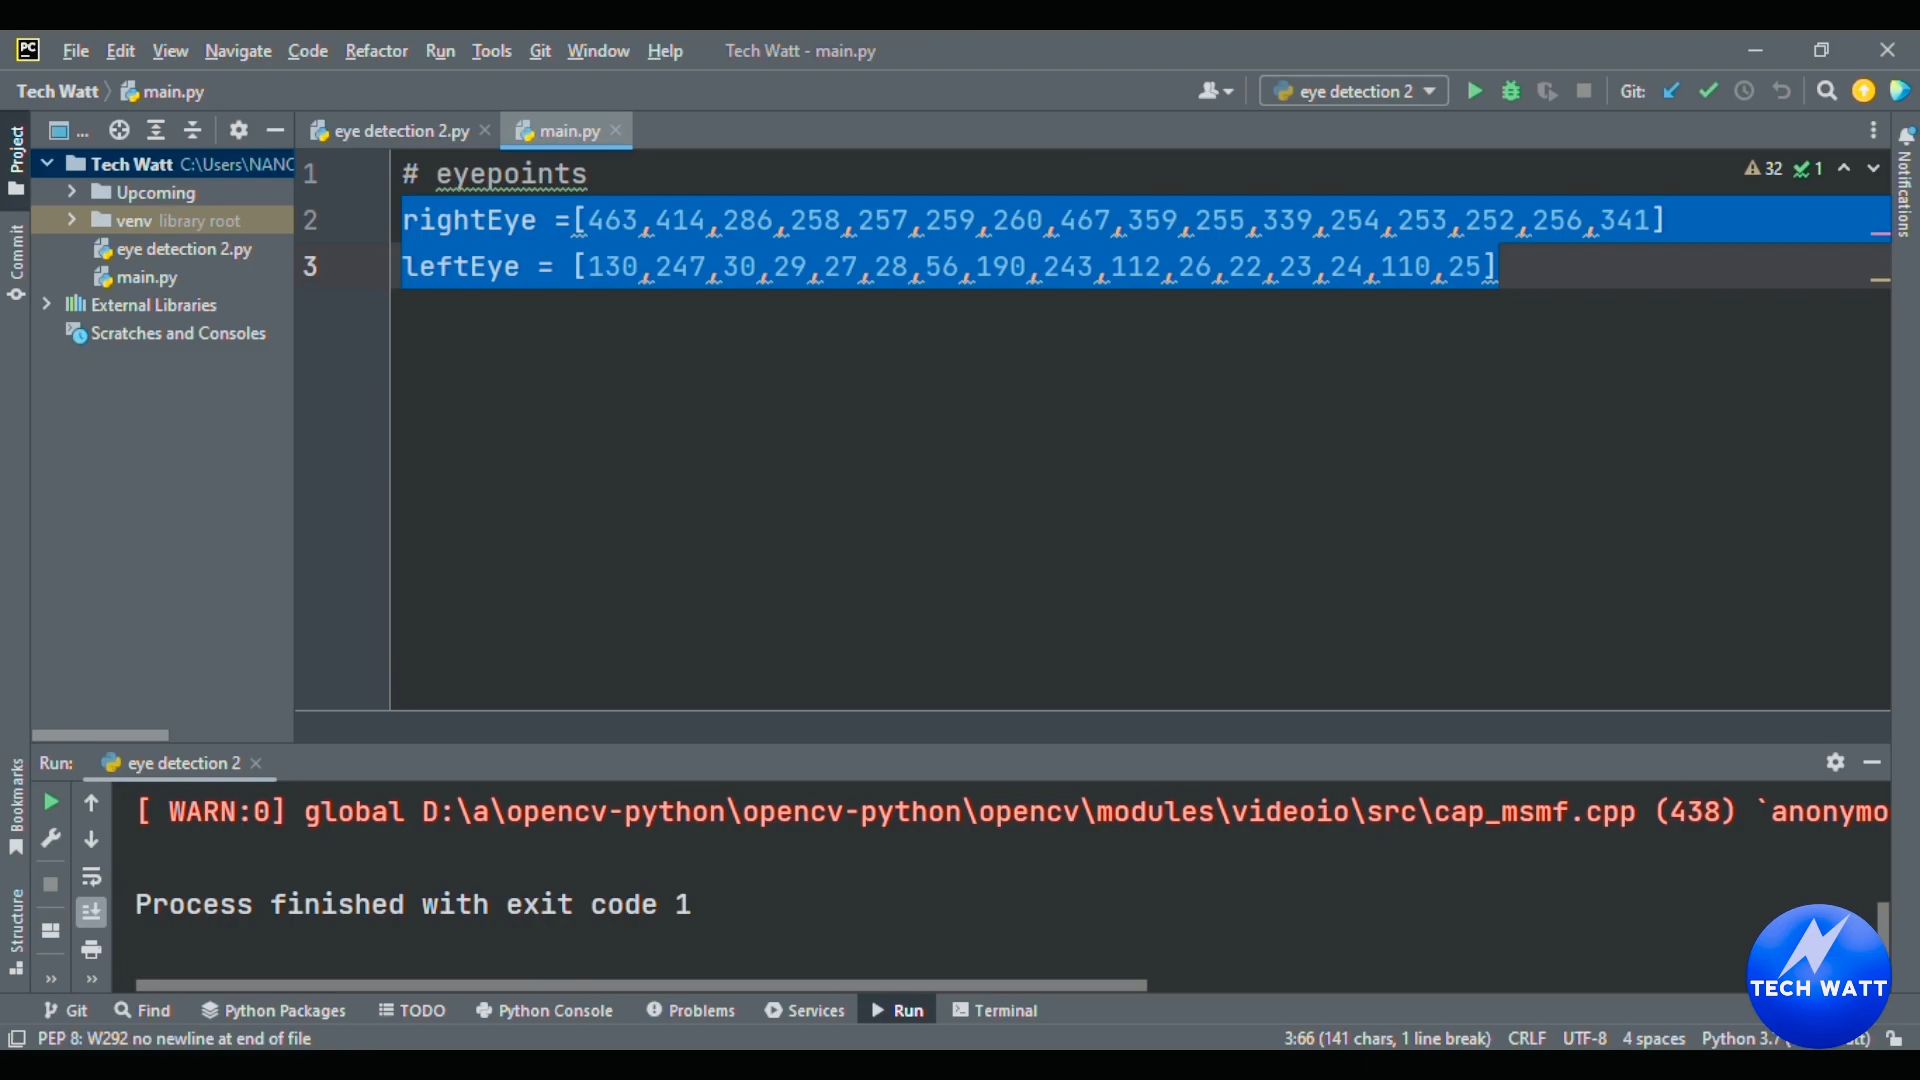 PC File Edit View Navigate Code Refactor Run Tools Git Window Help Tech Watt - main.py
Tech Watt main.py eye detection 2 Git:
Project
... eye detection 2.py main.py
Tech Watt C:\Users\NANC
Upcoming
venv library root
eye detection 2.py
main.py
External Libraries
Scratches and Consoles
Commit
1 # eyepoints
2 rightEye =[463,414,286,258,257,259,260,467,359,255,339,254,253,252,256,341]
3 leftEye = [130,247,30,29,27,28,56,190,243,112,26,22,23,24,110,25]
32 1
Notifications
Run: eye detection 2
Bookmarks
Structure
[ WARN:0] global D:\a\opencv-python\opencv-python\opencv\modules\videoio\src\cap_msmf.cpp (438) `anonymo
Process finished with exit code 1
TECH WATT
Git Find Python Packages TODO Python Console Problems Services Run Terminal
PEP 8: W292 no newline at end of file 3:66 (141 chars, 1 line break) CRLF UTF-8 4 spaces Python 3.7